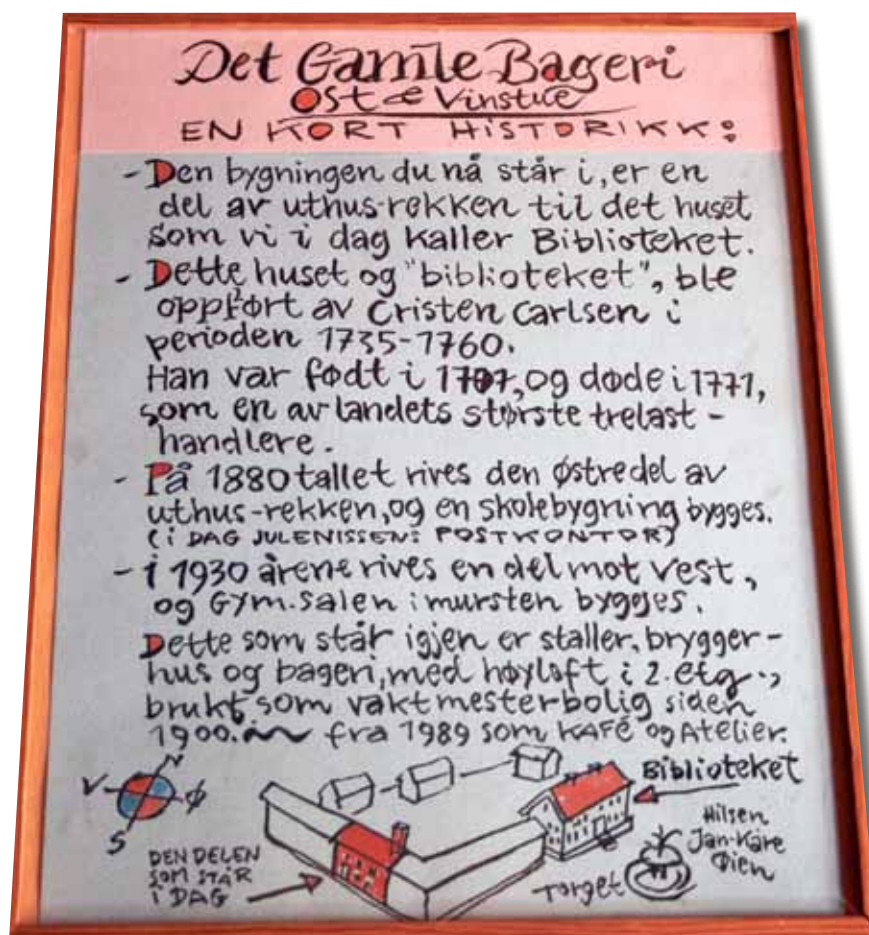 Det Gamle Bageri
Ost & Vinstue
EN KORT HISTORIKK:
- Den bygningen du nå står i, er en
del av uthus-rekken til det huset
som vi i dag kaller Biblioteket.
- Dette huset og "biblioteket", ble
oppført av Cristen Carlsen i
perioden 1735-1760.
Han var født i 1707, og døde i 1771,
som en av landets største trelast-
handlere.
- På 1880 tallet rives den østre del av
uthus-rekken, og en skolebygning bygges.
(i DAG JULENISSENS POSTKONTOR)
- i 1930 årene rives en del mot vest,
og Gym.salen i mursten bygges.
Dette som står igjen er staller, brygger-
hus og bageri, med høyloft i 2. etg.,
brukt som vaktmesterbolig siden
1900. fra 1989 som KAFÉ og Atelier.
N
V
Ø
S
Biblioteket
Hilsen
Jan-Kåre
Øien
DEN DELEN
SOM STÅR
i DAG
Torget